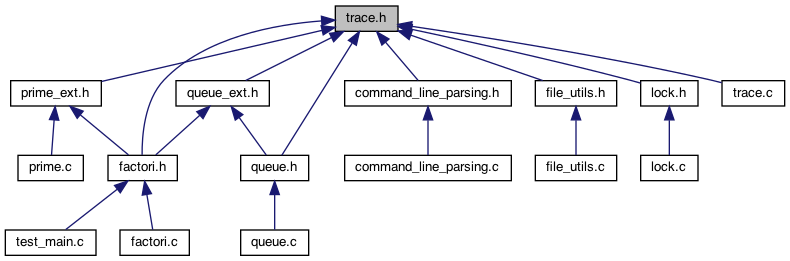 trace.h
prime_ext.h
queue_ext.h
command_line_parsing.h
file_utils.h
lock.h
trace.c
prime.c
factori.h
queue.h
command_line_parsing.c
file_utils.c
lock.c
test_main.c
factori.c
queue.c